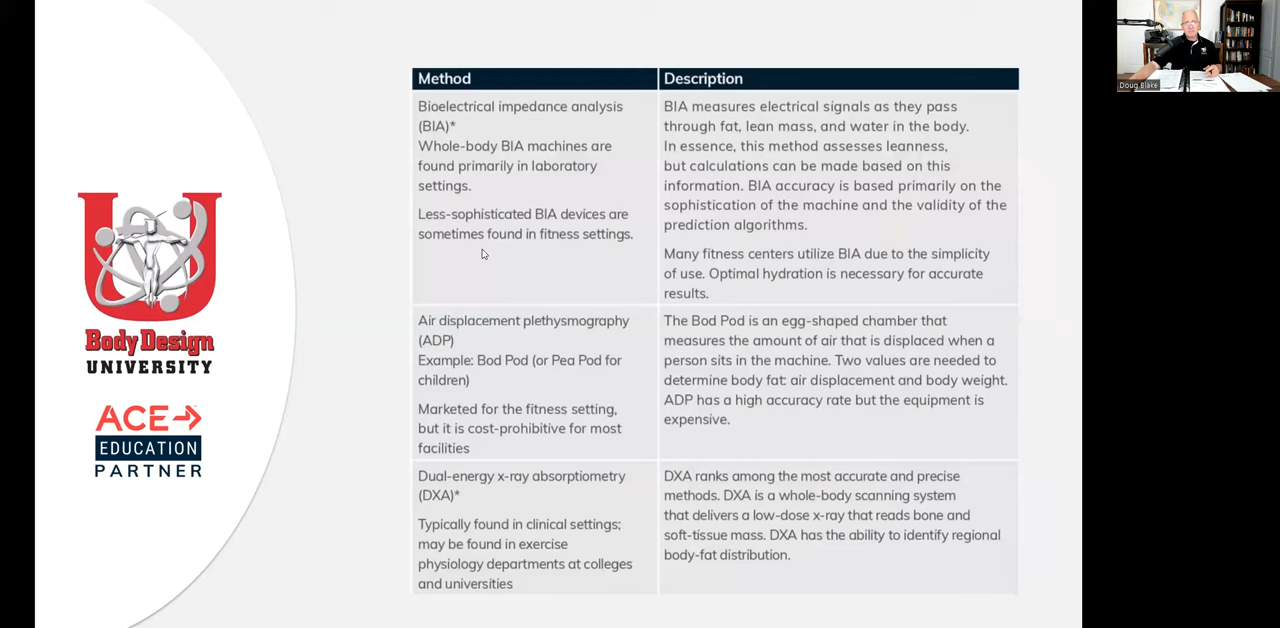 Method
Description
Bioelectrical impedance analysis
(BIA)*
Whole-body BIA machines are
found primarily in laboratory
settings.
Less-sophisticated BIA devices are
sometimes found in fitness settings.
BIA measures electrical signals as they pass
through fat, lean mass, and water in the body.
In essence, this method assesses leanness,
but calculations can be made based on this
information. BIA accuracy is based primarily on the
sophistication of the machine and the validity of the
prediction algorithms.
Many fitness centers utilize BIA due to the simplicity
of use. Optimal hydration is necessary for accurate
results.
Air displacement plethysmography
(ADP)
Example: Bod Pod (or Pea Pod for
children)
Marketed for the fitness setting,
but it is cost-prohibitive for most
facilities
The Bod Pod is an egg-shaped chamber that
measures the amount of air that is displaced when a
person sits in the machine. Two values are needed to
determine body fat: air displacement and body weight.
ADP has a high accuracy rate but the equipment is
expensive.
Dual-energy x-ray absorptiometry
(DXA)*
Typically found in clinical settings;
may be found in exercise
physiology departments at colleges
and universities
DXA ranks among the most accurate and precise
methods. DXA is a whole-body scanning system
that delivers a low-dose x-ray that reads bone and
soft-tissue mass. DXA has the ability to identify regional
body-fat distribution.
U
Body Design
UNIVERSITY
ACE
EDUCATION
PARTNER
Doug Blake